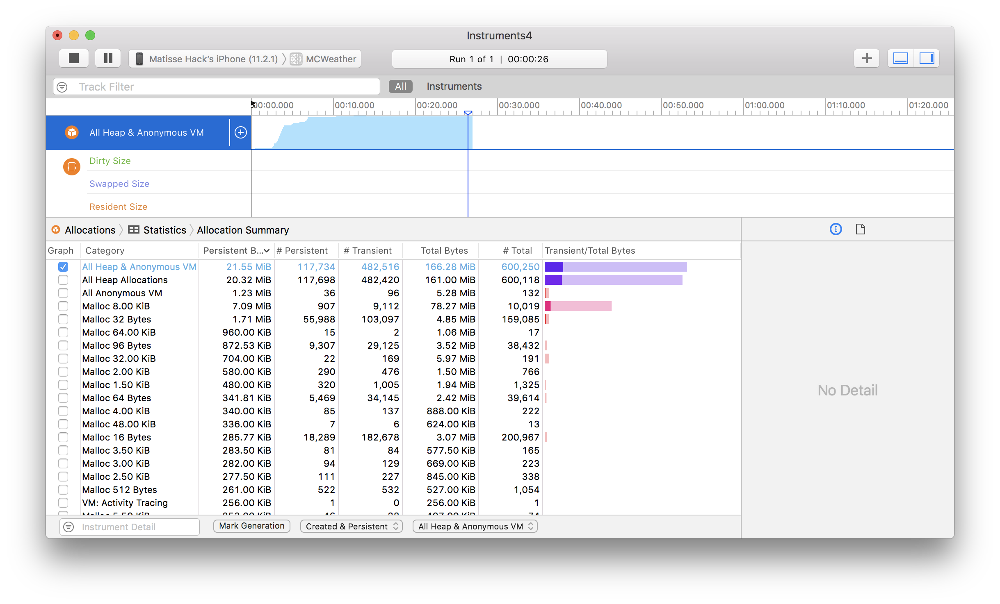 Instruments4
Matisse Hack’s iPhone (11.2.1) MCWeather Run 1 of 1 | 00:00:26
Track Filter All Instruments
00:00.000 00:10.000 00:20.000 00:30.000 00:40.000 00:50.000 01:00.000 01:10.000 01:20.000
All Heap & Anonymous VM
Dirty Size
Swapped Size
Resident Size
Allocations Statistics Allocation Summary E
Graph Category Persistent B... # Persistent # Transient Total Bytes # Total Transient/Total Bytes
All Heap & Anonymous VM 21.55 MiB 117,734 482,516 166.28 MiB 600,250
All Heap Allocations 20.32 MiB 117,698 482,420 161.00 MiB 600,118
All Anonymous VM 1.23 MiB 36 96 5.28 MiB 132
Malloc 8.00 KiB 7.09 MiB 907 9,112 78.27 MiB 10,019
Malloc 32 Bytes 1.71 MiB 55,988 103,097 4.85 MiB 159,085
Malloc 64.00 KiB 960.00 KiB 15 2 1.06 MiB 17
Malloc 96 Bytes 872.53 KiB 9,307 29,125 3.52 MiB 38,432
Malloc 32.00 KiB 704.00 KiB 22 169 5.97 MiB 191
Malloc 2.00 KiB 580.00 KiB 290 476 1.50 MiB 766
Malloc 1.50 KiB 480.00 KiB 320 1,005 1.94 MiB 1,325
No Detail
Malloc 64 Bytes 341.81 KiB 5,469 34,145 2.42 MiB 39,614
Malloc 4.00 KiB 340.00 KiB 85 137 888.00 KiB 222
Malloc 48.00 KiB 336.00 KiB 7 6 624.00 KiB 13
Malloc 16 Bytes 285.77 KiB 18,289 182,678 3.07 MiB 200,967
Malloc 3.50 KiB 283.50 KiB 81 84 577.50 KiB 165
Malloc 3.00 KiB 282.00 KiB 94 129 669.00 KiB 223
Malloc 2.50 KiB 277.50 KiB 111 227 845.00 KiB 338
Malloc 512 Bytes 261.00 KiB 522 532 527.00 KiB 1,054
VM: Activity Tracing 256.00 KiB 1 0 256.00 KiB 1
Instrument Detail Mark Generation Created & Persistent All Heap & Anonymous VM